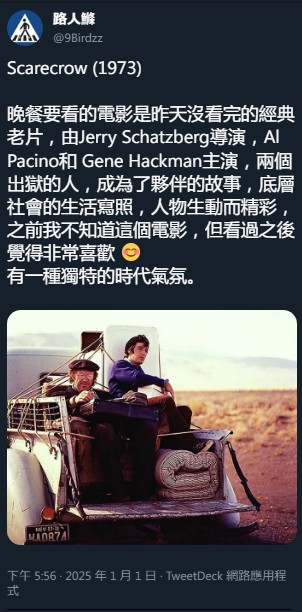 路人鰷
@9Birdzz
Scarecrow (1973)
晚餐要看的電影是昨天沒看完的經典
老片，由Jerry Schatzberg導演，Al
Pacino和 Gene Hackman主演，兩個
出獄的人，成為了夥伴的故事，底層
社會的生活寫照，人物生動而精彩，
之前我不知道這個電影，但看過之後
覺得非常喜歡 😊
有一種獨特的時代氣氛。
HA0874
下午 5:56 · 2025 年 1 月 1 日 · TweetDeck 網路應用程
式